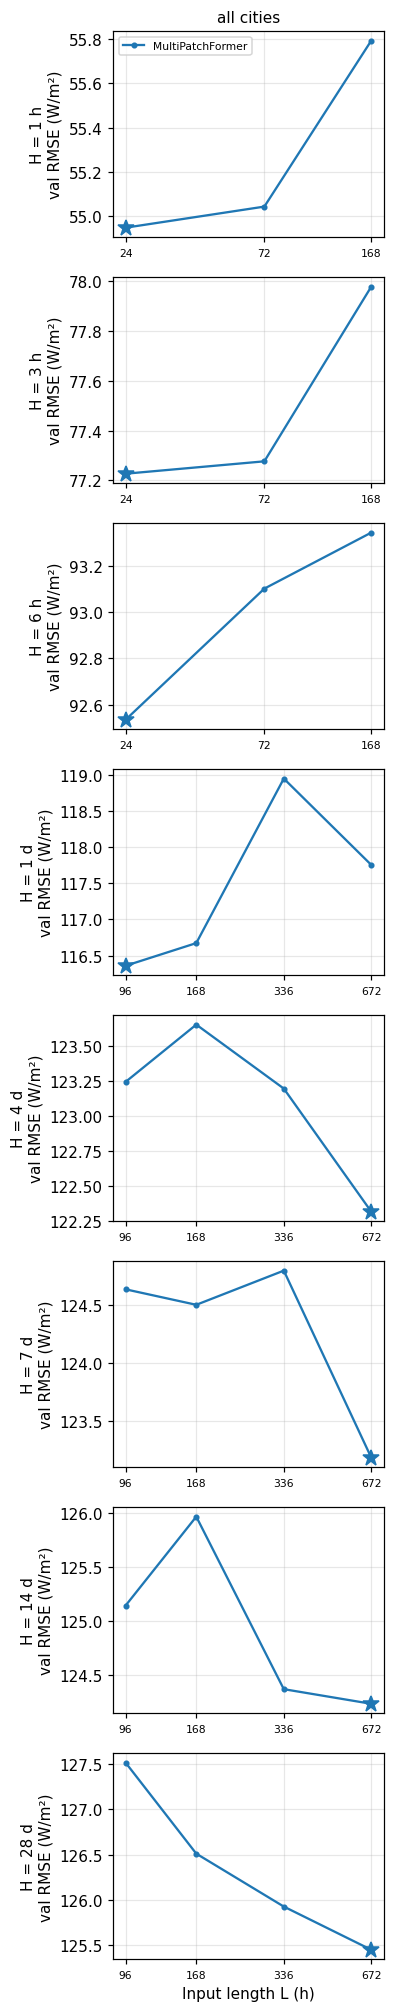 all cities
MultiPatchFormer
H = 1 h
val RMSE (W/m²)
55.8
55.6
55.4
55.2
55.0
24 72 168
H = 3 h
val RMSE (W/m²)
78.0
77.8
77.6
77.4
77.2
24 72 168
H = 6 h
val RMSE (W/m²)
93.2
93.0
92.8
92.6
24 72 168
H = 1 d
val RMSE (W/m²)
119.0
118.5
118.0
117.5
117.0
116.5
96 168 336 672
H = 4 d
val RMSE (W/m²)
123.50
123.25
123.00
122.75
122.50
122.25
96 168 336 672
H = 7 d
val RMSE (W/m²)
124.5
124.0
123.5
96 168 336 672
H = 14 d
val RMSE (W/m²)
126.0
125.5
125.0
124.5
96 168 336 672
H = 28 d
val RMSE (W/m²)
127.5
127.0
126.5
126.0
125.5
96 168 336 672
Input length L (h)